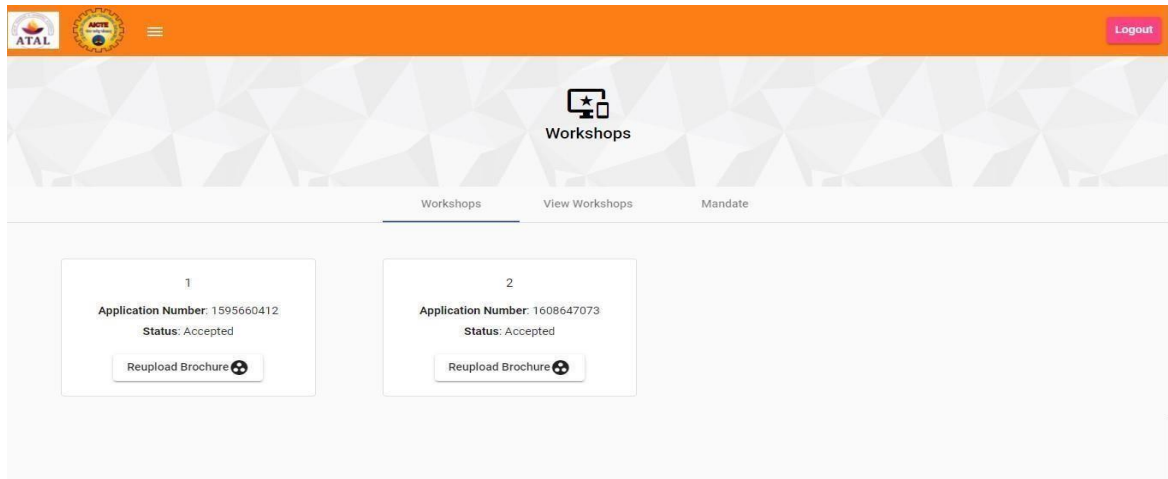 ATAL
AICTE
Logout
Workshops
Workshops View Workshops Mandate
1
Application Number: 1595660412
Status: Accepted
Reupload Brochure
2
Application Number: 1608647073
Status: Accepted
Reupload Brochure